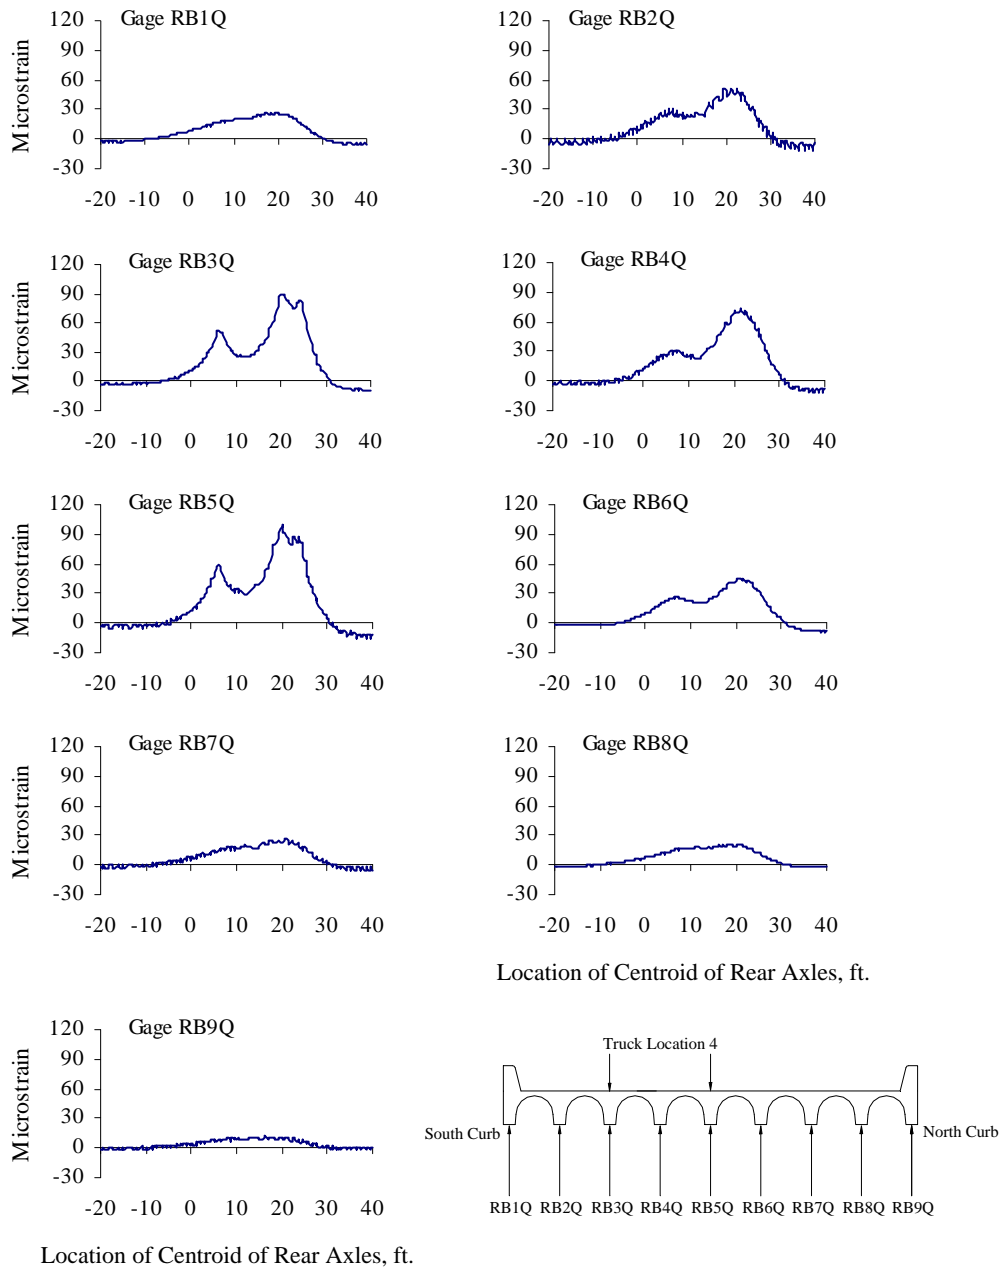 Gage RB1Q
Microstrain
120
90
60
30
0
-30
-20 -10 0 10 20 30 40
Gage RB2Q
120
90
60
30
0
-30
-20 -10 0 10 20 30 40
Gage RB3Q
Microstrain
120
90
60
30
0
-30
-20 -10 0 10 20 30 40
Gage RB4Q
120
90
60
30
0
-30
-20 -10 0 10 20 30 40
Gage RB5Q
Microstrain
120
90
60
30
0
-30
-20 -10 0 10 20 30 40
Gage RB6Q
120
90
60
30
0
-30
-20 -10 0 10 20 30 40
Gage RB7Q
Microstrain
120
90
60
30
0
-30
-20 -10 0 10 20 30 40
Gage RB8Q
120
90
60
30
0
-30
-20 -10 0 10 20 30 40
Location of Centroid of Rear Axles, ft.
Gage RB9Q
Microstrain
120
90
60
30
0
-30
-20 -10 0 10 20 30 40
Location of Centroid of Rear Axles, ft.
Truck Location 4
South Curb
North Curb
RB1Q RB2Q RB3Q RB4Q RB5Q RB6Q RB7Q RB8Q RB9Q